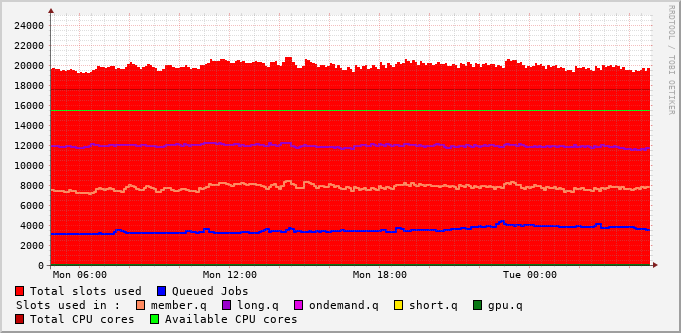 24000
22000
20000
18000
16000
14000
12000
10000
8000
6000
4000
2000
0
Mon 06:00 Mon 12:00 Mon 18:00 Tue 00:00
RRDTOOL / TOBI OETIKER
Total slots used Queued Jobs
Slots used in : member.q long.q ondemand.q short.q gpu.q
Total CPU cores Available CPU cores